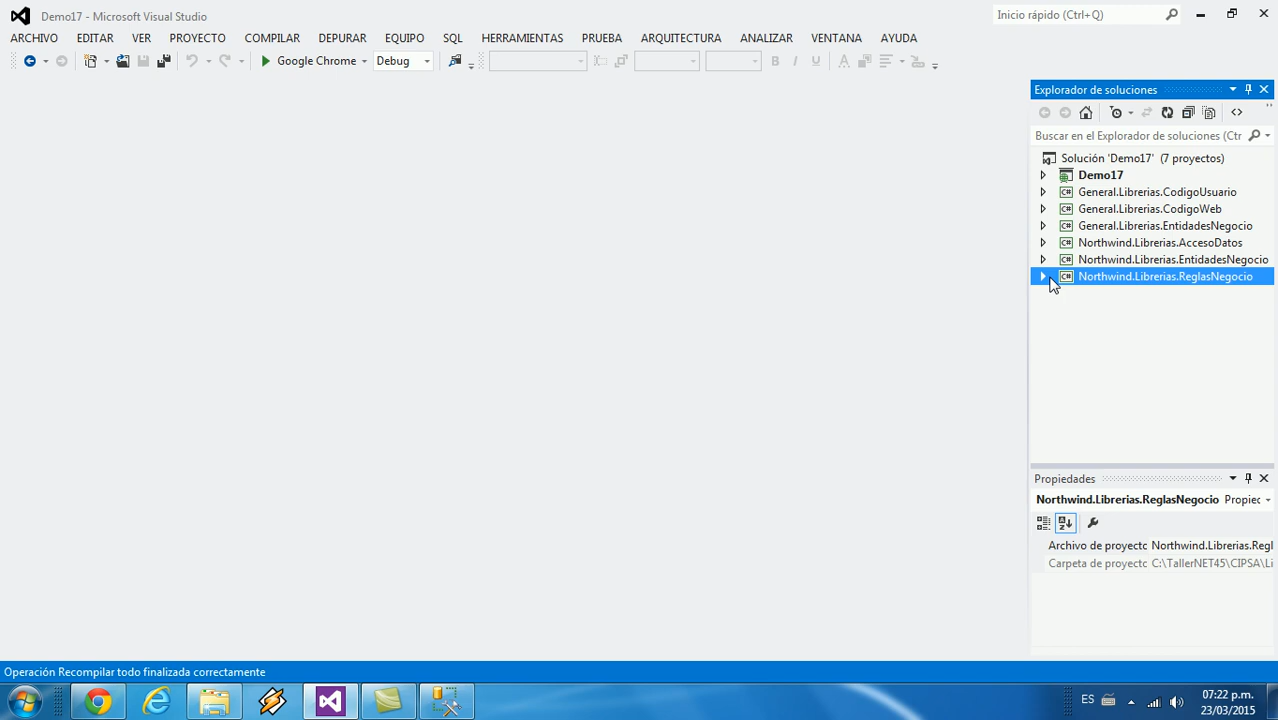 Demo17 - Microsoft Visual Studio
Inicio rápido (Ctrl+Q)
ARCHIVO EDITAR VER PROYECTO COMPILAR DEPURAR EQUIPO SQL HERRAMIENTAS PRUEBA ARQUITECTURA ANALIZAR VENTANA AYUDA
Google Chrome Debug
Explorador de soluciones
Buscar en el Explorador de soluciones (Ctr
Solución 'Demo17' (7 proyectos)
Demo17
General.Librerias.CodigoUsuario
General.Librerias.CodigoWeb
General.Librerias.EntidadesNegocio
Northwind.Librerias.AccesoDatos
Northwind.Librerias.EntidadesNegocio
Northwind.Librerias.ReglasNegocio
Propiedades
Northwind.Librerias.ReglasNegocio Propiec
Archivo de proyecto Northwind.Librerias.Regl
Carpeta de proyecto C:\TallerNET45\CIPSA\Li
Operación Recompilar todo finalizada correctamente
ES
07:22 p.m.
23/03/2015